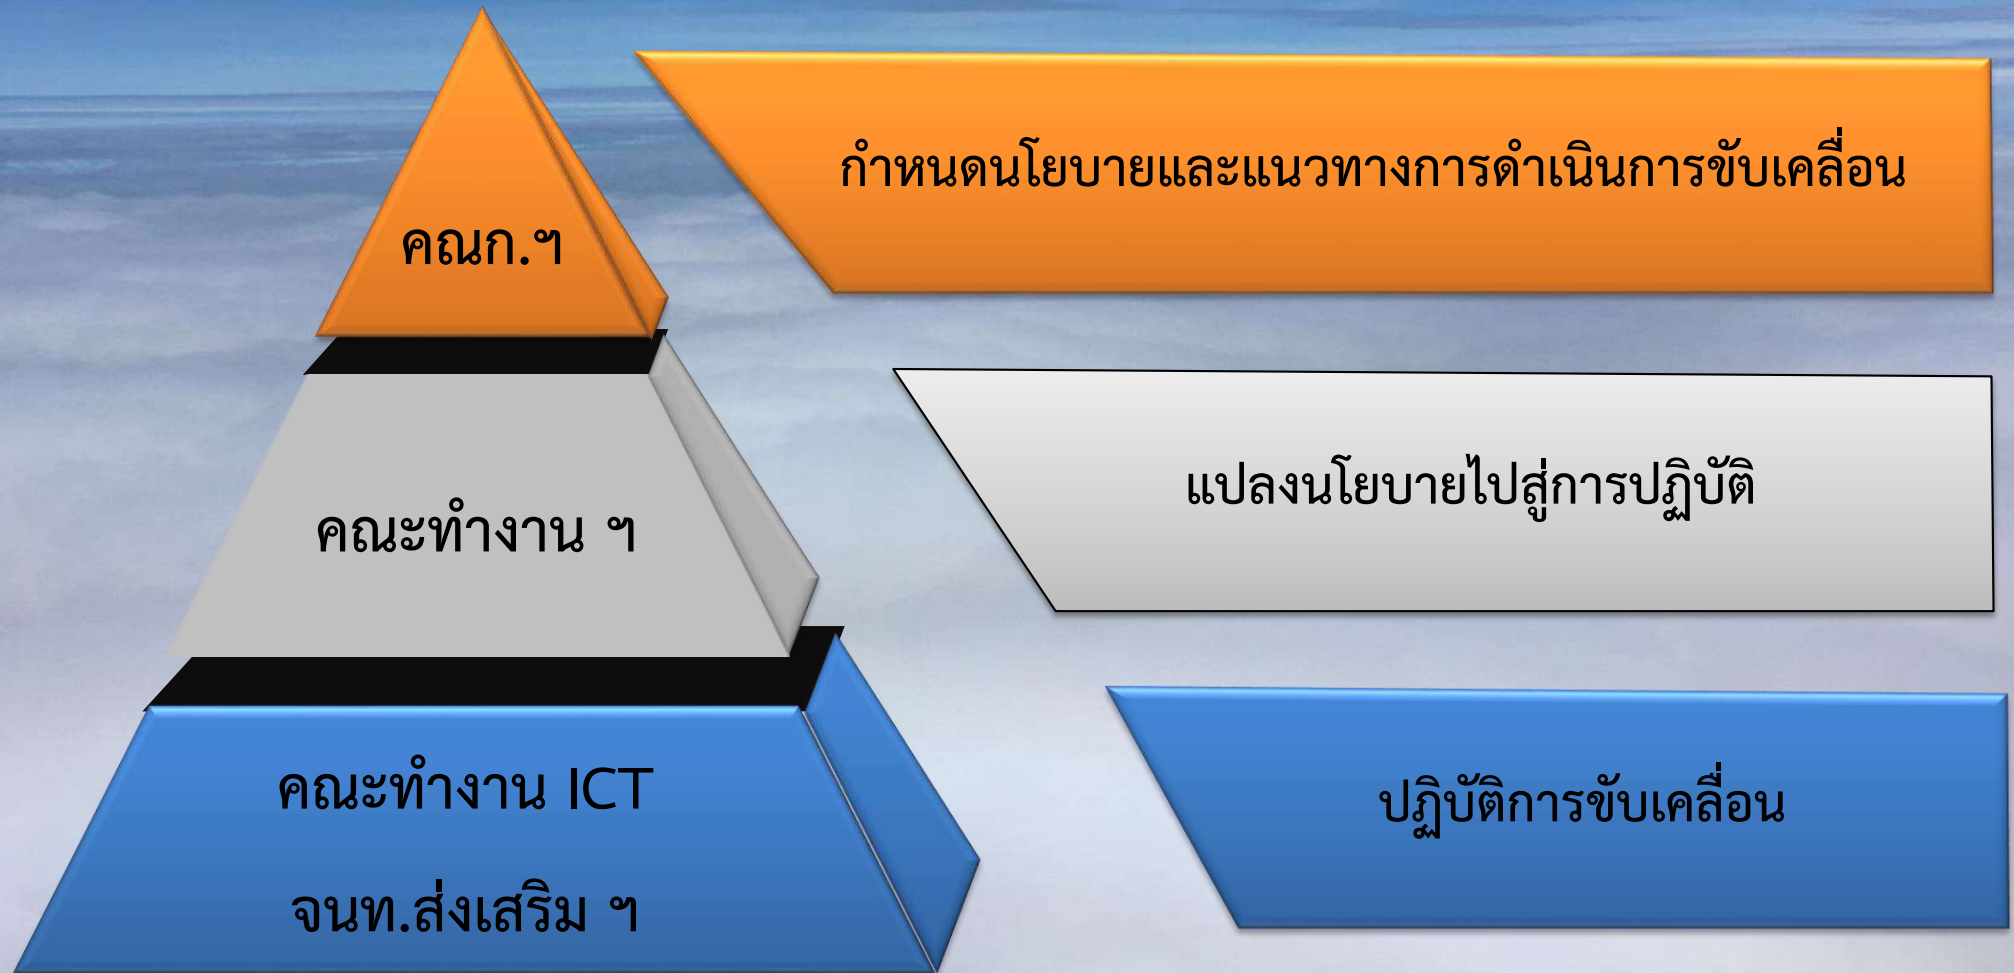 คณก.ฯ
กำหนดนโยบายและแนวทางการดำเนินการขับเคลื่อน
คณะทำงาน ฯ
แปลงนโยบายไปสู่การปฏิบัติ
คณะทำงาน ICT
จนท.ส่งเสริม ฯ
ปฏิบัติการขับเคลื่อน